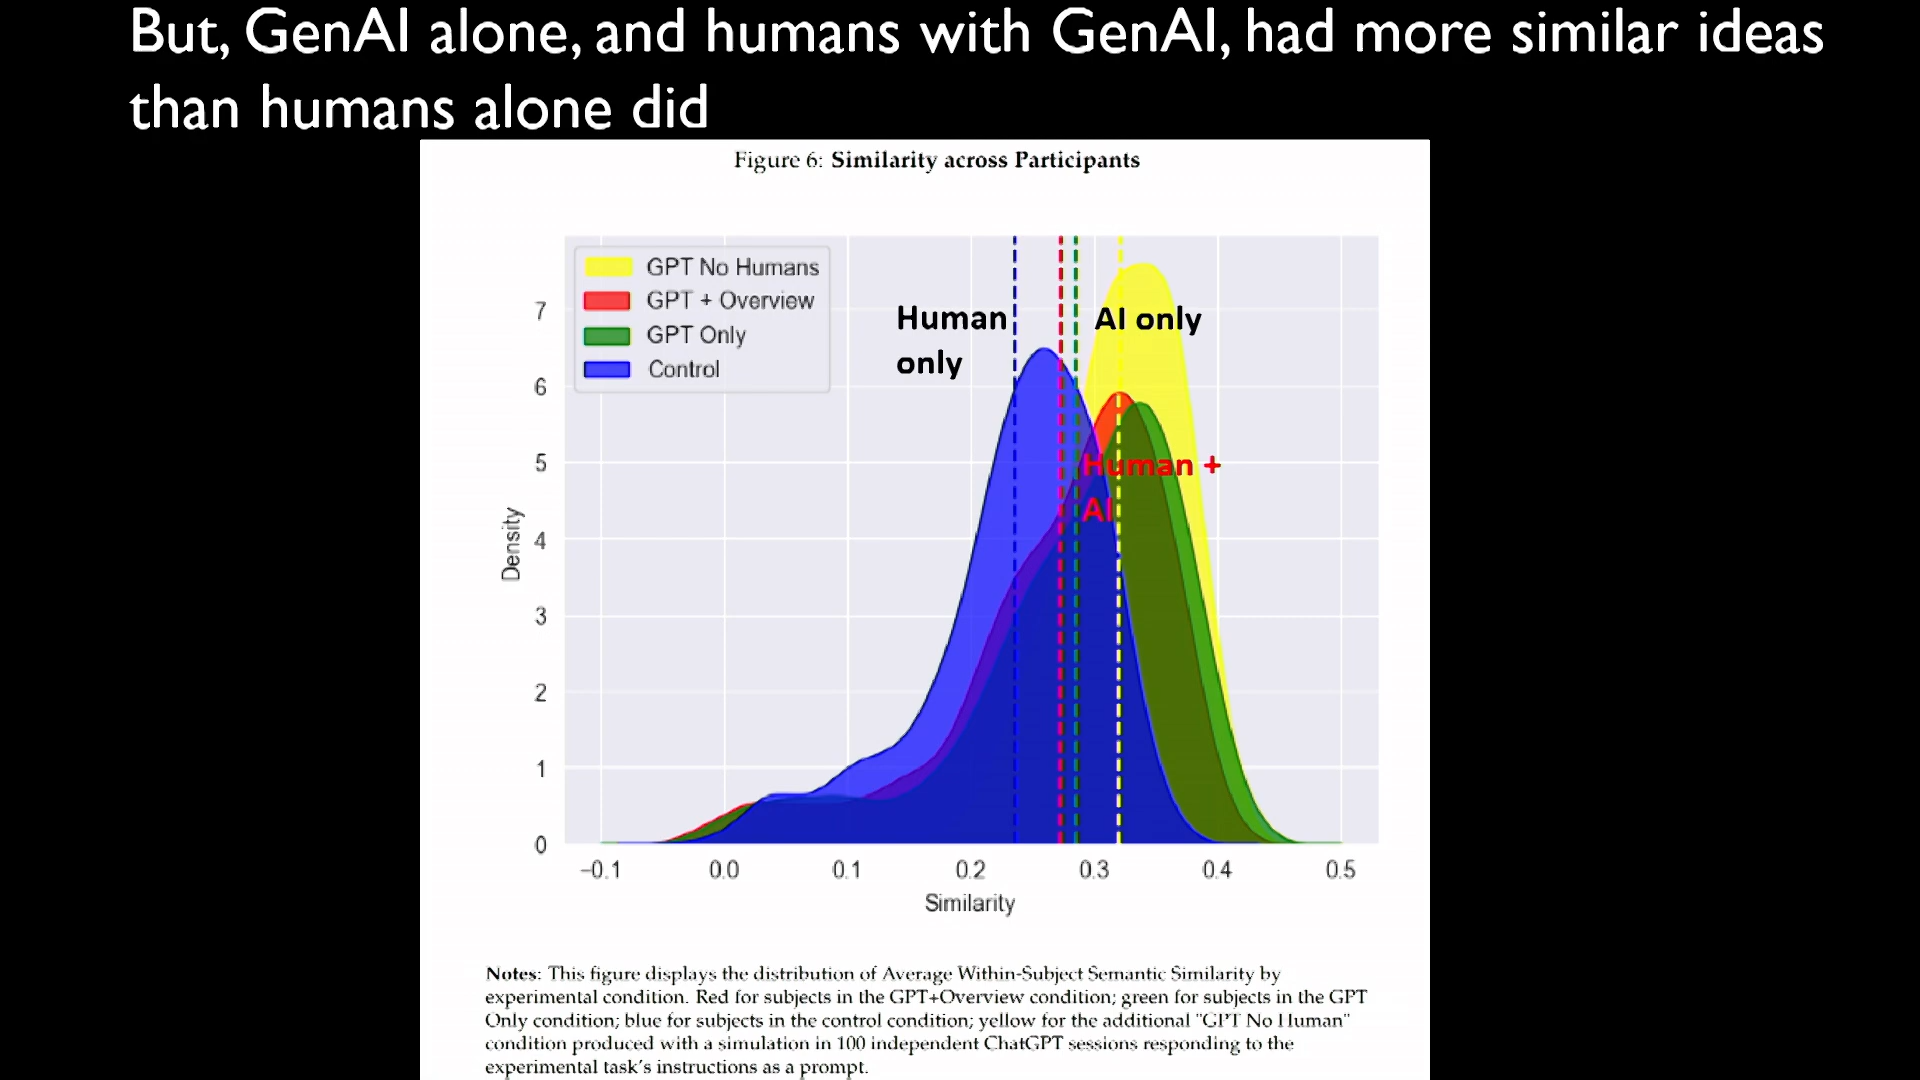 But, GenAI alone, and humans with GenAI, had more similar ideas
than humans alone did
Figure 6: Similarity across Participants
GPT No Humans
GPT + Overview
GPT Only
Control
Human
only
AI only
Human +
AI
7
6
5
4
3
2
1
0
Density
−0.1 0.0 0.1 0.2 0.3 0.4 0.5
Similarity
Notes: This figure displays the distribution of Average Within-Subject Semantic Similarity by
experimental condition. Red for subjects in the GPT+Overview condition; green for subjects in the GPT
Only condition; blue for subjects in the control condition; yellow for the additional "GPT No Human"
condition produced with a simulation in 100 independent ChatGPT sessions responding to the
experimental task's instructions as a prompt.